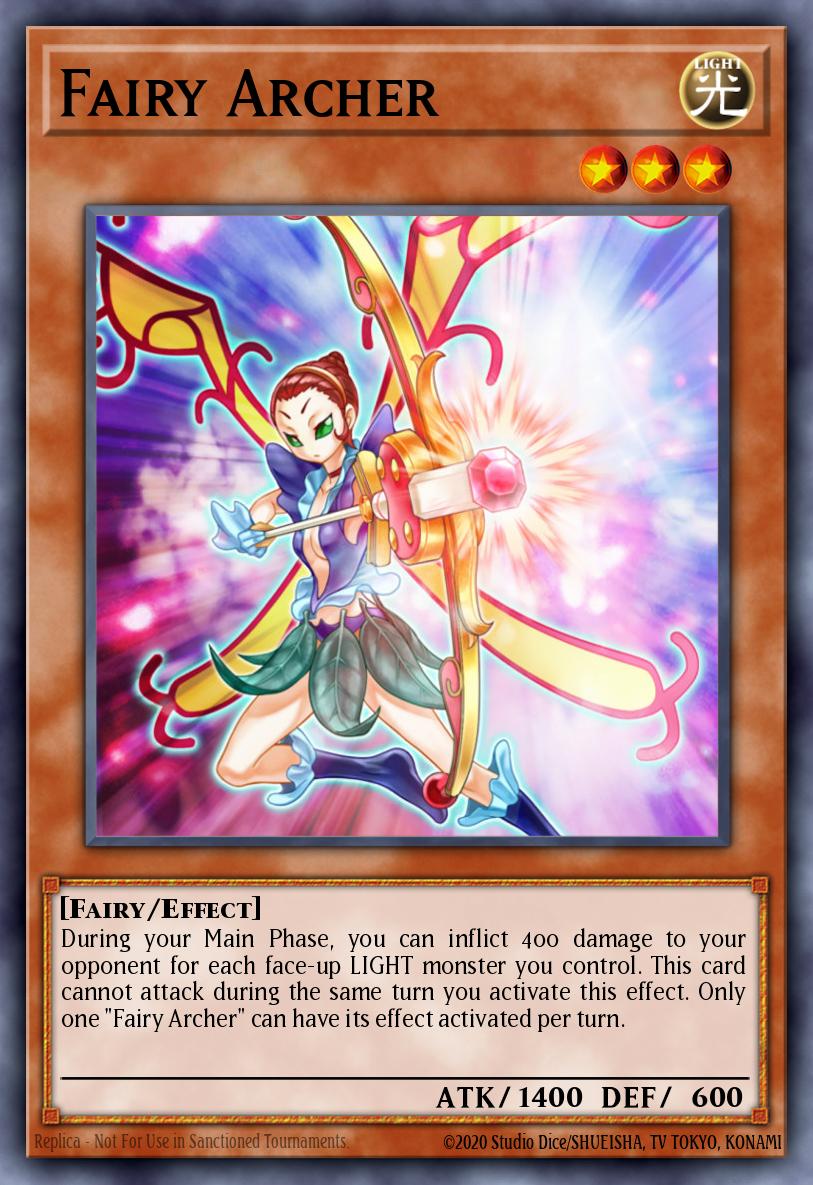 Fairy Archer
LIGHT
光
[Fairy/Effect]
During your Main Phase, you can inflict 400 damage to your
opponent for each face-up LIGHT monster you control. This card
cannot attack during the same turn you activate this effect. Only
one "Fairy Archer" can have its effect activated per turn.
ATK/1400 DEF/ 600
Replica - Not For Use in Sanctioned Tournaments.
©2020 Studio Dice/SHUEISHA, TV TOKYO, KONAMI